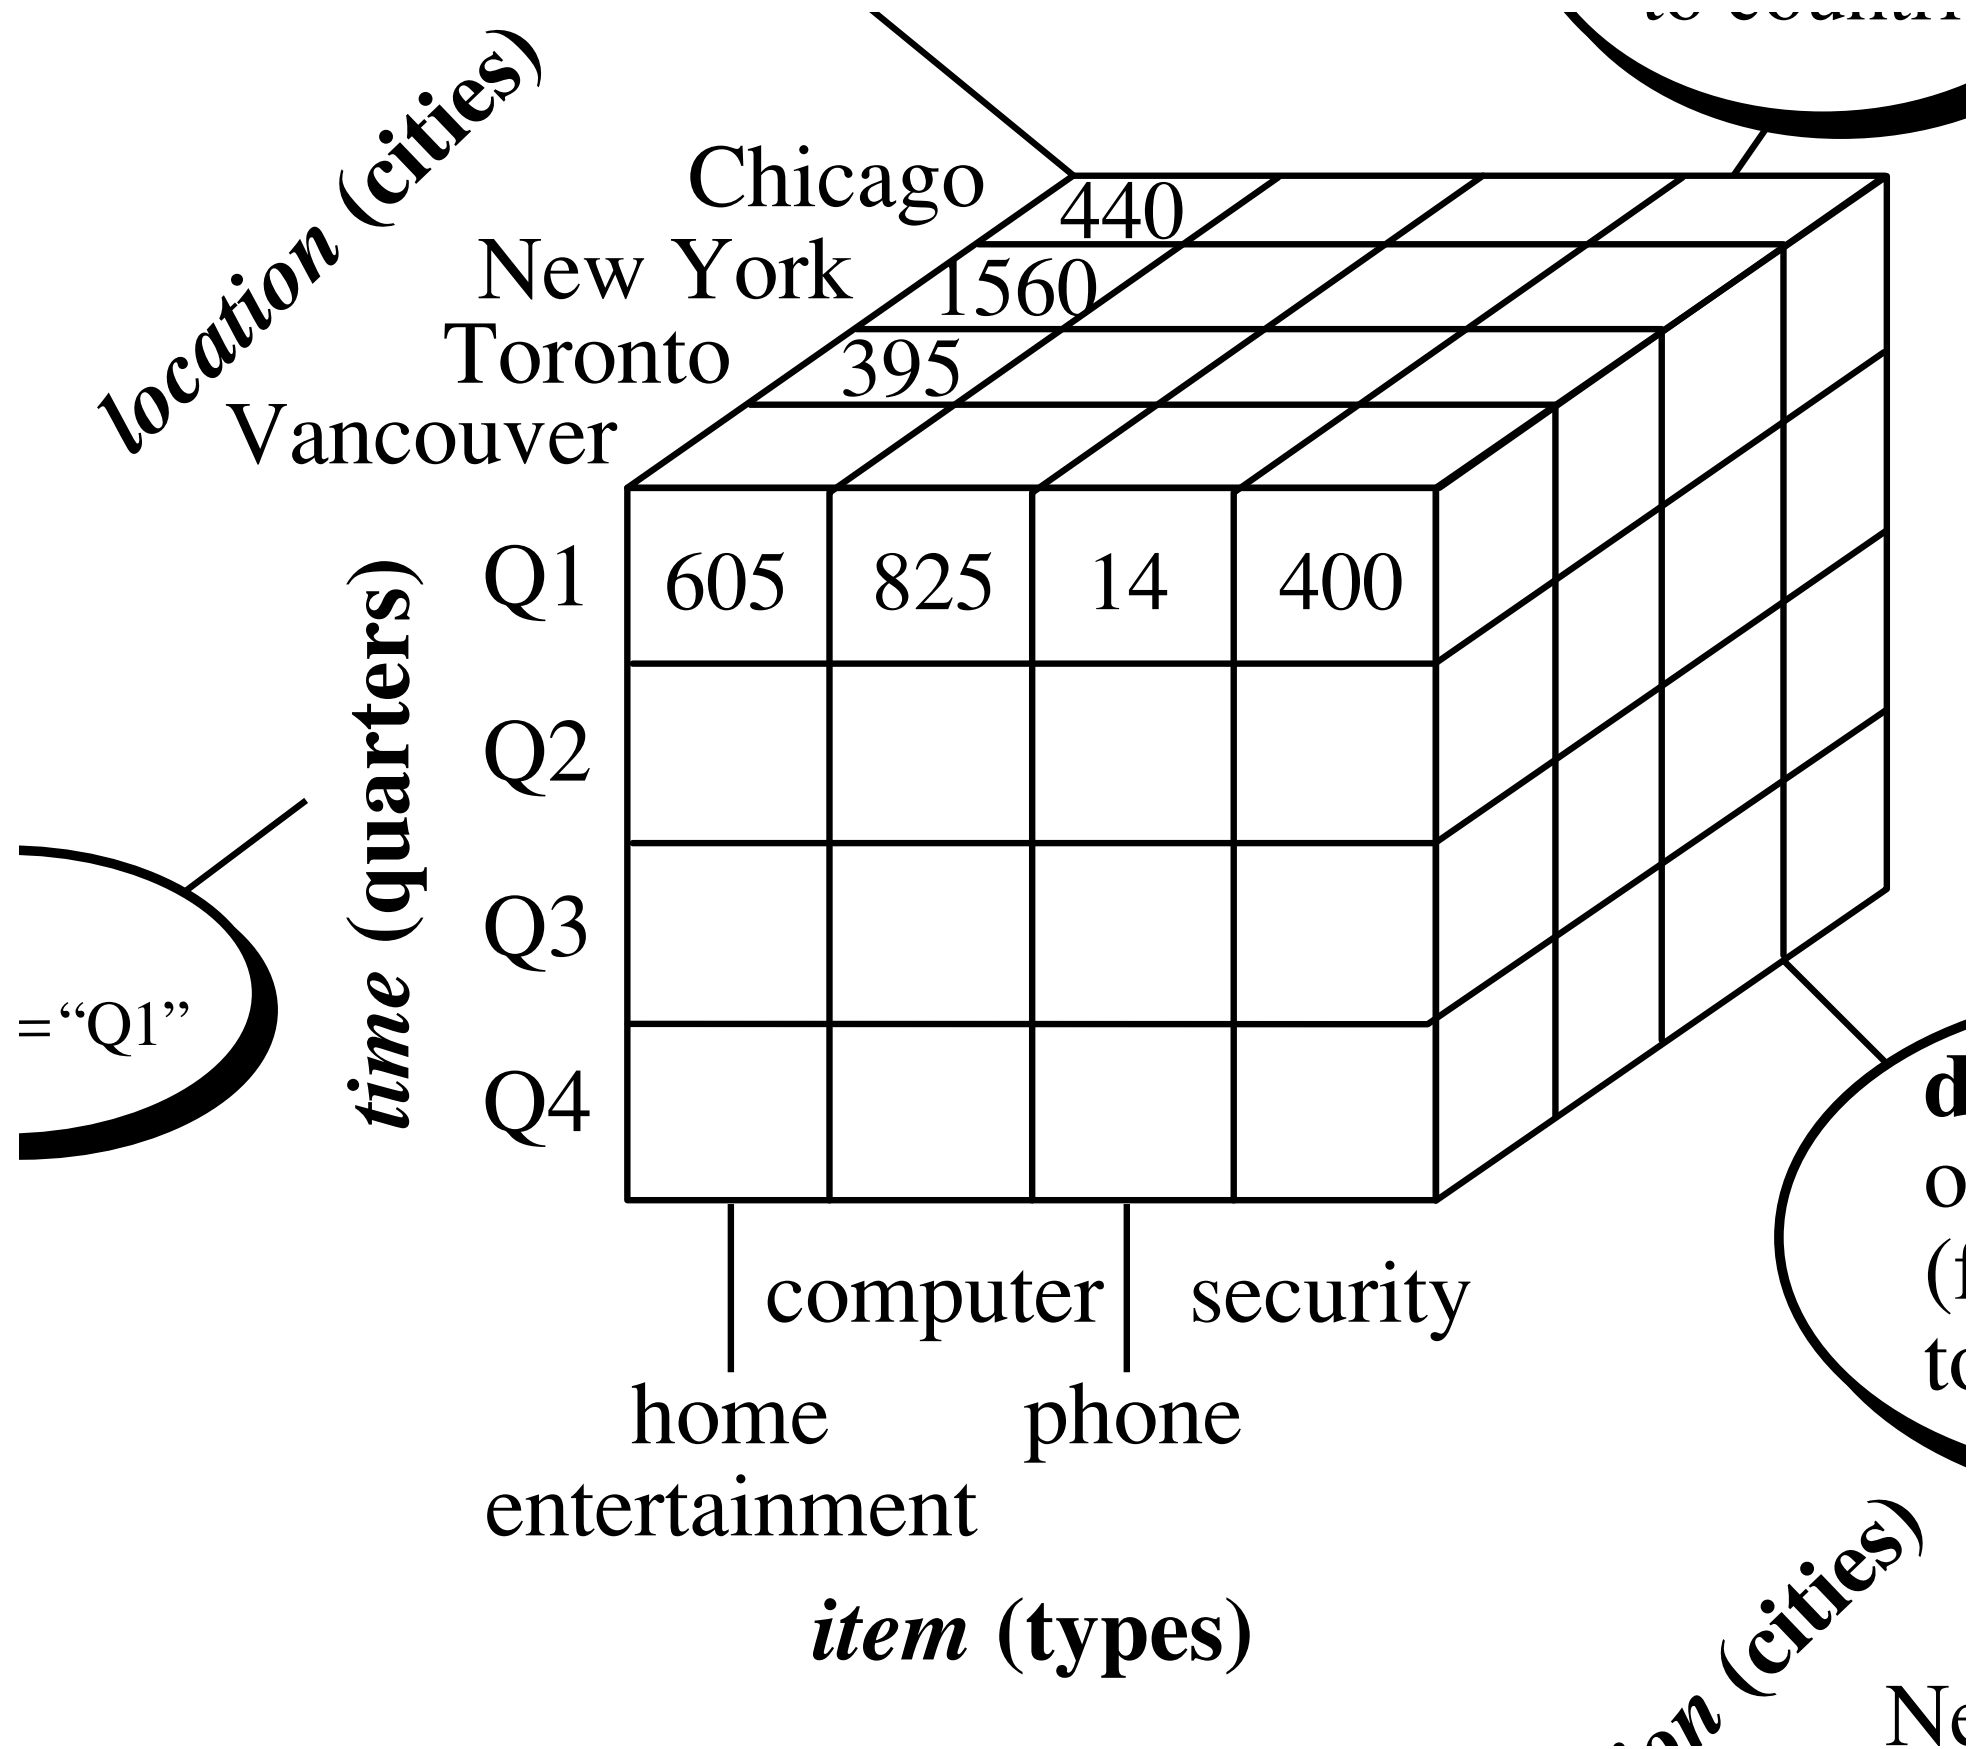 location (cities)
Chicago
440
New York
1560
Toronto
395
Vancouver
Q1 605 825 14 400
Q2
Q3
Q4
time (quarters)
="Q1"
computer security
home phone
entertainment
item (types)
(cities)